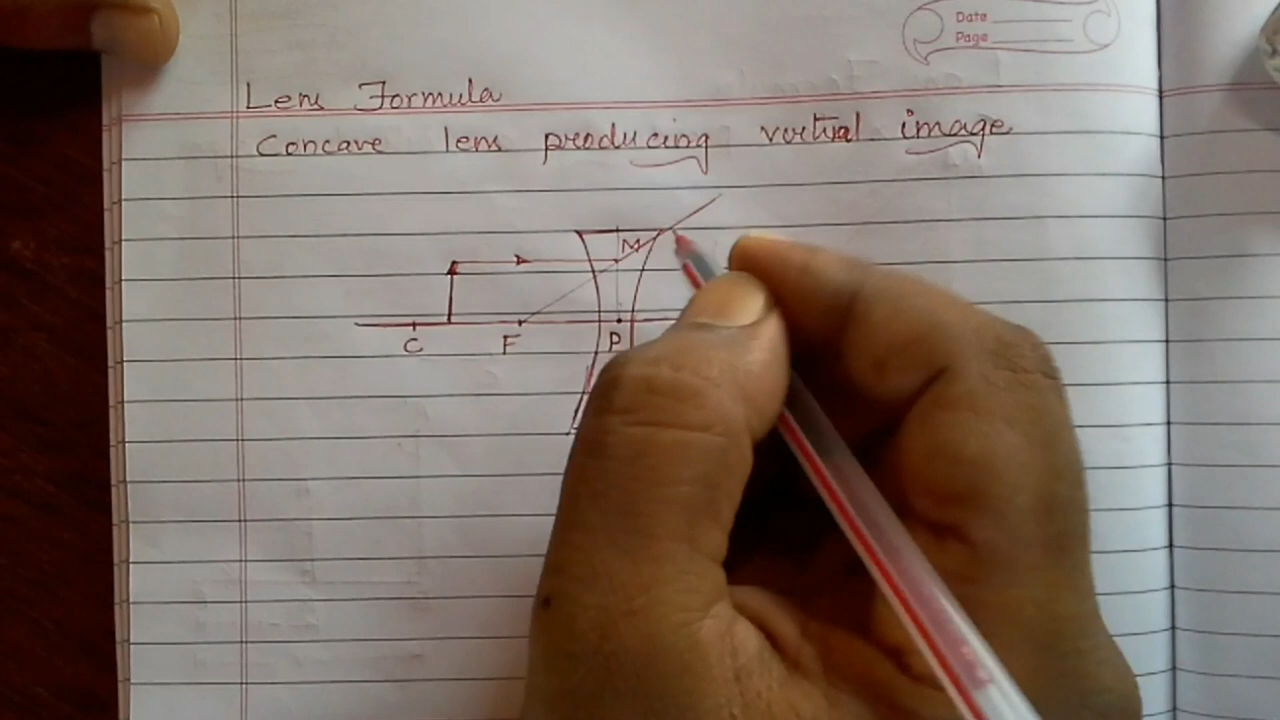 Date
Page
Lens Formula
Concave lens producing virtual image
M
C F P